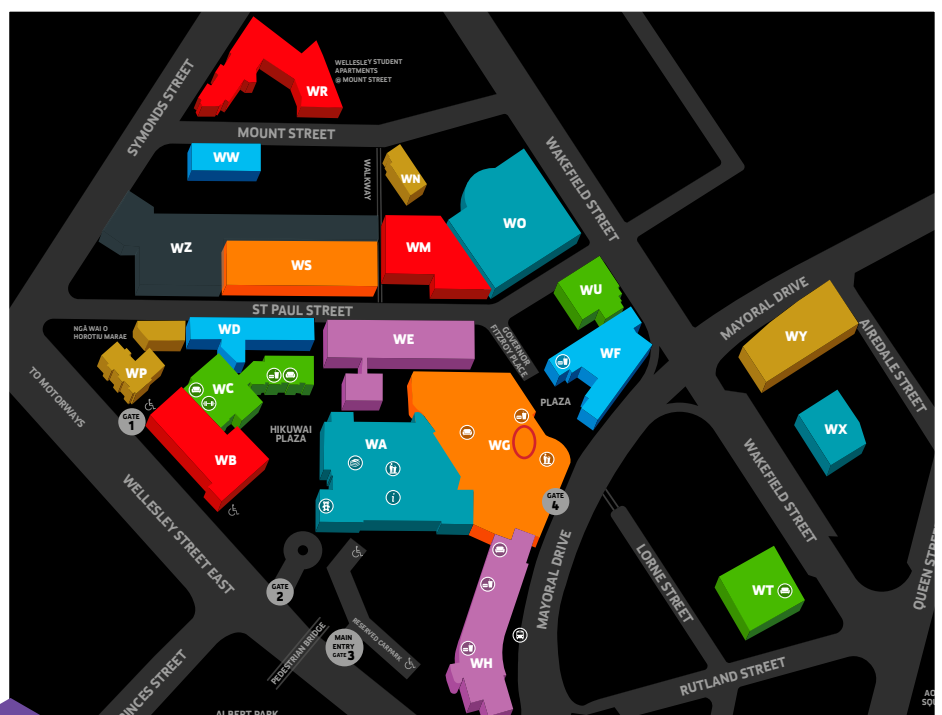 WELLESLEY STUDENT
APARTMENTS
@ MOUNT STREET
WR
SYMONDS STREET
MOUNT STREET
WW
WALKWAY
WN
WAKEFIELD STREET
WO
WZ
WS
WM
WU
ST PAUL STREET
MAYORAL DRIVE
NGĀ WAI O
HOROTIU MARAE
WD
WE
GOVERNOR
FITZROY PLACE
WF
WY
AIREDALE STREET
WP
WC
TO MOTORWAYS
GATE
1
PLAZA
HIKUWAI
PLAZA
WA
WG
WX
WB
WAKEFIELD STREET
GATE
4
WELLESLEY STREET EAST
i
MAYORAL DRIVE
LORNE STREET
QUEEN STR
GATE
2
WT
PEDESTRIAN BRIDGE
MAIN
ENTRY
GATE 3
RESERVED CARPARK
WH
RUTLAND STREET
RINCES STREET
ALBERT PARK
AO
SQU